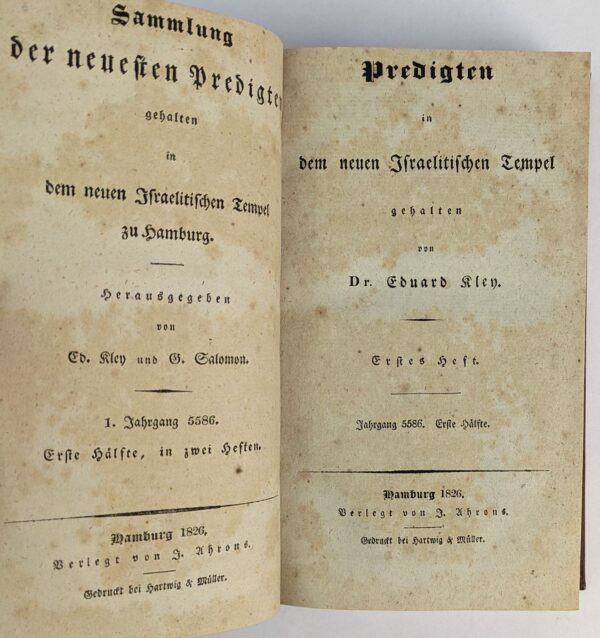 Sammlung
der neueſten Predigten
gehalten
in
dem neuen Iſraelitiſchen Tempel
zu Hamburg.
Herausgegeben
von
Ed. Kley und G. Salomon.
1. Jahrgang 5586.
Erſte Hälfte, in zwei Heften.
Hamburg 1826.
Verlegt von J. Ahrons.
Gedruckt bei Hartwig & Müller.
Predigten
in
dem neuen Iſraelitiſchen Tempel
gehalten
von
Dr. Eduard Kley.
Erſtes Heft.
Jahrgang 5586. Erſte Hälfte.
Hamburg 1826.
Verlegt von J. Ahrons.
Gedruckt bei Hartwig & Müller.